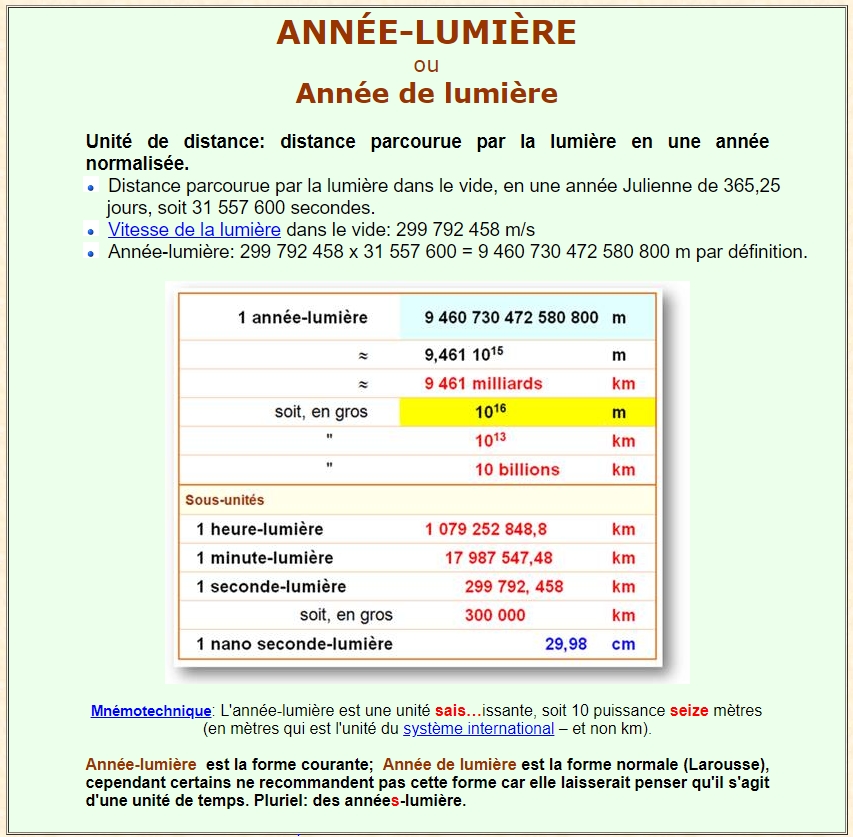 ANNÉE-LUMIÈRE
ou
Année de lumière
Unité de distance: distance parcourue par la lumière en une année
normalisée.
Distance parcourue par la lumière dans le vide, en une année Julienne de 365,25
jours, soit 31 557 600 secondes.
Vitesse de la lumière dans le vide: 299 792 458 m/s
Année-lumière: 299 792 458 x 31 557 600 = 9 460 730 472 580 800 m par définition.
1 année-lumière 9 460 730 472 580 800 m
≈ 9,461 10¹⁵ m
≈ 9 461 milliards km
soit, en gros 10¹⁶ m
" 10¹³ km
" 10 billions km
Sous-unités
1 heure-lumière 1 079 252 848,8 km
1 minute-lumière 17 987 547,48 km
1 seconde-lumière 299 792, 458 km
soit, en gros 300 000 km
1 nano seconde-lumière 29,98 cm
Mnémotechnique: L'année-lumière est une unité sais…issante, soit 10 puissance seize mètres
(en mètres qui est l'unité du système international – et non km).
Année-lumière est la forme courante; Année de lumière est la forme normale (Larousse),
cependant certains ne recommandent pas cette forme car elle laisserait penser qu'il s'agit
d'une unité de temps. Pluriel: des années-lumière.